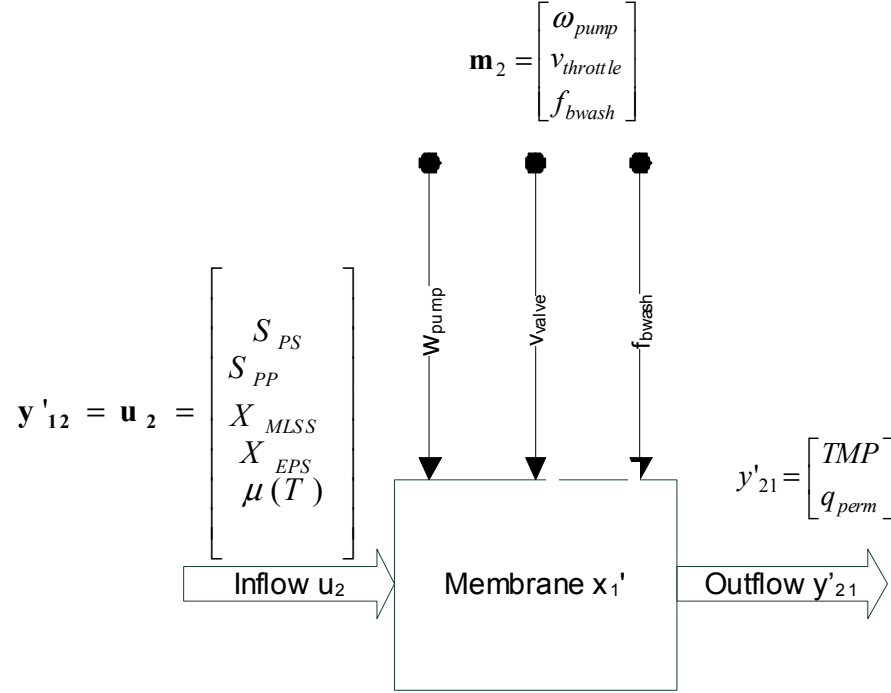 m₂ = [ω_pump
v_throttle
f_bwash]
w_pump
v_valve
f_bwash
y'₁₂ = u₂ = [S_PS
S_PP
X_MLSS
X_EPS
μ(T)]
y'₂₁= [TMP
q_perm]
Inflow u₂
Membrane x₁'
Outflow y'₂₁